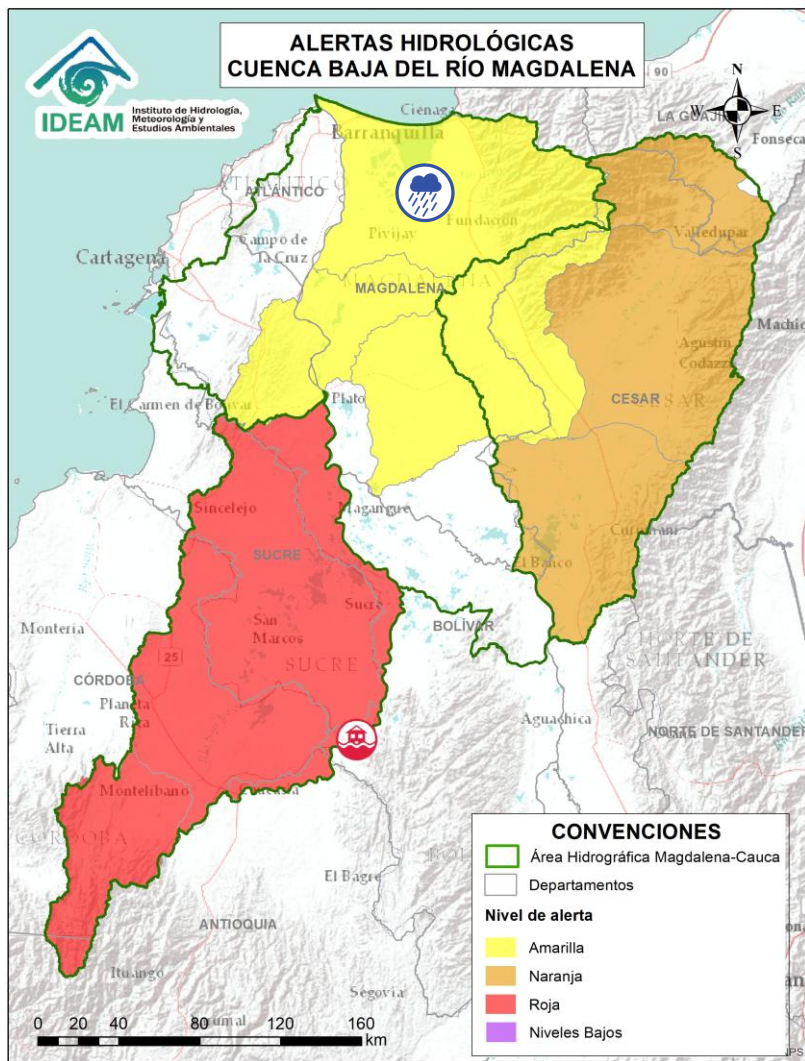 ALERTAS HIDROLÓGICAS
CUENCA BAJA DEL RÍO MAGDALENA
IDEAM
Instituto de Hidrología,
Meteorología y
Estudios Ambientales
N
W
E
S
90
LA GUAJI
Fonseca
Ciénaga
Barranquilla
ATLÁNTICO
Fundación
Valledupar
Pivijay
Campo de
la Cruz
Cartagena
MAGDALENA
Machio
Agustín
Codazzi
El Carmen de Bolívar
Plato
CESAR
Sincelejo
Magangue
SUCRE
El Banco
Sucre
San
Marcos
BOLÍVAR
Montería
25
SUCRE
NORTE DE
SANTANDER
CÓRDOBA
Planeta
Rica
Tierra
Alta
Aguachica
NORTE DE SANTANDER
Montelibano
El Bagre
ANTIOQUIA
Ituango
Segovia
CONVENCIONES
Área Hidrográfica Magdalena-Cauca
Departamentos
Nivel de alerta
Amarilla
Naranja
Roja
Niveles Bajos
0 20 40 80 120 160
km